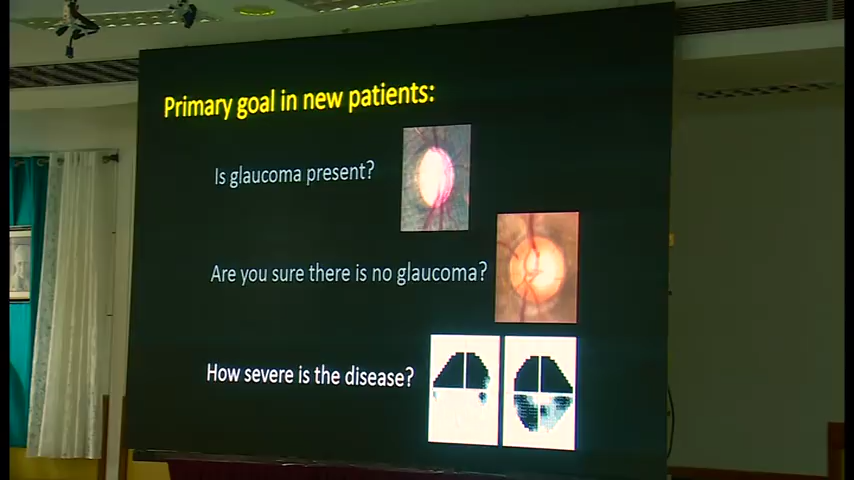 Primary goal in new patients:
Is glaucoma present?
Are you sure there is no glaucoma?
How severe is the disease?